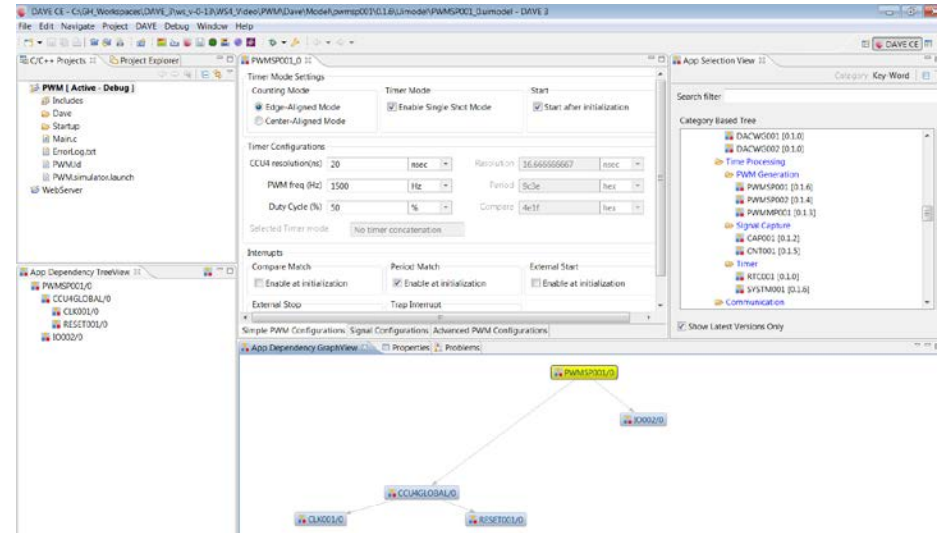 DAVE CE - C:\GH_Workspaces\DAVE_3\ws_v-0-13\WS4_Video\PWM\Dave\Model\pwmsp001\0.1.6\UImodel\PWMSP001_0.uimodel - DAVE 3
File Edit Navigate Project DAVE Debug Window Help
DAVE CE
C/C++ Projects
Project Explorer
PWM [ Active - Debug ]
Includes
Dave
Startup
Main.c
ErrorLog.txt
PWM.ld
PWM.simulator.launch
WebServer
App Dependency TreeView
PWMSP001/0
CCU4GLOBAL/0
CLK001/0
RESET001/0
IO002/0
PWMSP001_0
Timer Mode Settings
Counting Mode
Timer Mode
Start
Edge-Aligned Mode
Enable Single Shot Mode
Start after initialization
Center-Aligned Mode
Timer Configurations
CCU4 resolution(ns) 20 nsec Resolution 16.666666667 nsec
PWM freq (Hz) 1500 Hz Period 9c3e hex
Duty Cycle (%) 50 % Compare 4e1f hex
Selected Timer mode No timer concatenation
Interrupts
Compare Match
Period Match
External Start
Enable at initialization
Enable at initialization
Enable at initialization
External Stop
Trap Interrupt
Simple PWM Configurations Signal Configurations Advanced PWM Configurations
App Selection View
Category Key-Word
Search filter
Category Based Tree
DACWG001 [0.1.0]
DACWG002 [0.1.0]
Time Processing
PWM Generation
PWMSP001 [0.1.6]
PWMSP002 [0.1.4]
PWMMP001 [0.1.3]
Signal Capture
CAP001 [0.1.2]
CNT001 [0.1.5]
Timer
RTC001 [0.1.0]
SYSTM001 [0.1.6]
Communication
Show Latest Versions Only
App Dependency GraphView
Properties
Problems
PWMSP001/0
IO002/0
CCU4GLOBAL/0
CLK001/0
RESET001/0